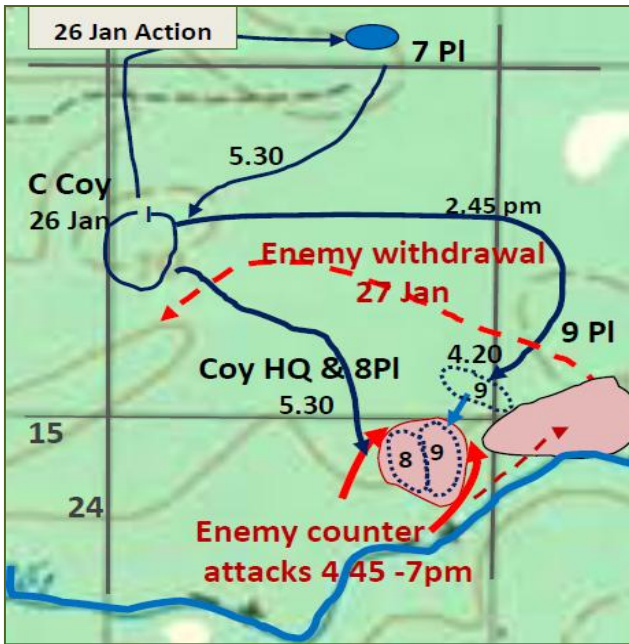 26 Jan Action
7 Pl
5.30
C Coy
26 Jan
2.45 pm
Enemy withdrawal
27 Jan
9 Pl
4.20
9
Coy HQ & 8Pl
5.30
15
8
9
24
Enemy counter
attacks 4 45 -7pm